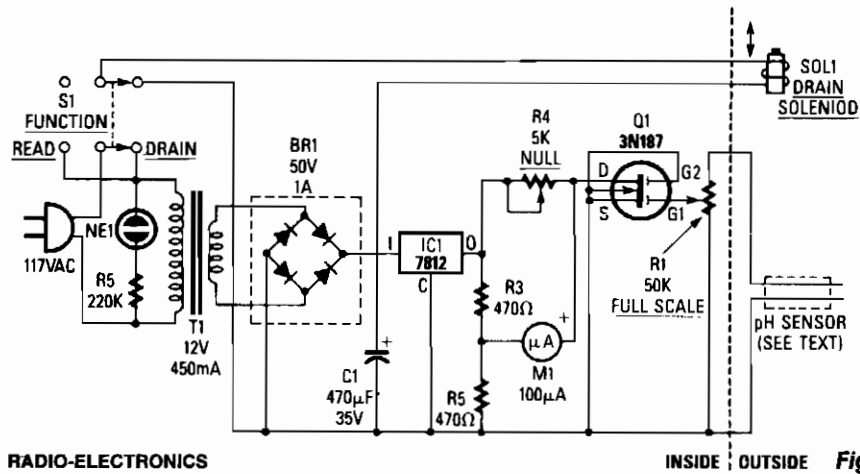 S1
FUNCTION
READ
DRAIN
117VAC
NE1
R5
220K
T1
12V
450mA
BR1
50V
1A
C1
470µF
35V
+
I
IC1
7812
O
C
R3
470Ω
R5
470Ω
R4
5K
NULL
µA
+
M1
100µA
Q1
3N187
D
S
G2
G1
R1
50K
FULL SCALE
SOL1
DRAIN
SOLENIOD
pH SENSOR
(SEE TEXT)
RADIO-ELECTRONICS
INSIDE
OUTSIDE
Fig